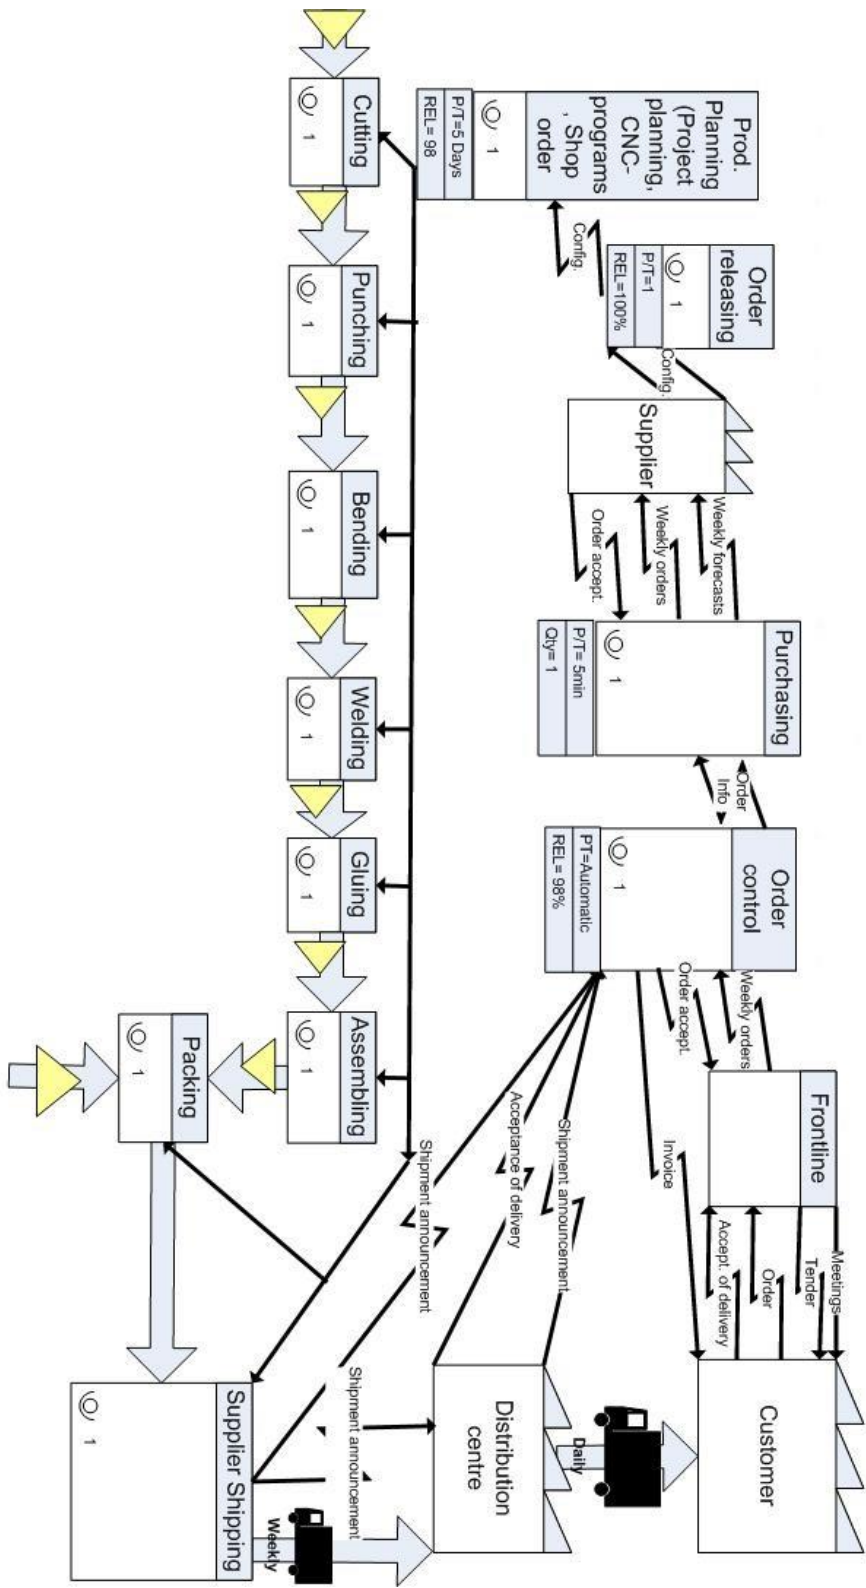 Prod.
Planning
(Project
planning,
CNC-
programs
, Shop
order
1
P/T=5 Days
REL= 98
Config.
Order
releasing
1
P/T=1
REL=100%
Config.
Supplier
Weekly forecasts
Weekly orders
Order accept.
Purchasing
1
P/T= 5min
Qty= 1
Order
Info
Order
control
1
PT=Automatic
REL= 98%
Weekly orders
Order accept.
Invoice
Frontline
Meetings
Tender
Order
Accept. of delivery
Customer
Daily
Shipment announcement
Acceptance of delivery
Shipment announcement
Distribution
centre
Shipment announcement
Weekly
Cutting
1
Punching
1
Bending
1
Welding
1
Gluing
1
Assembling
1
Packing
1
Supplier Shipping
1